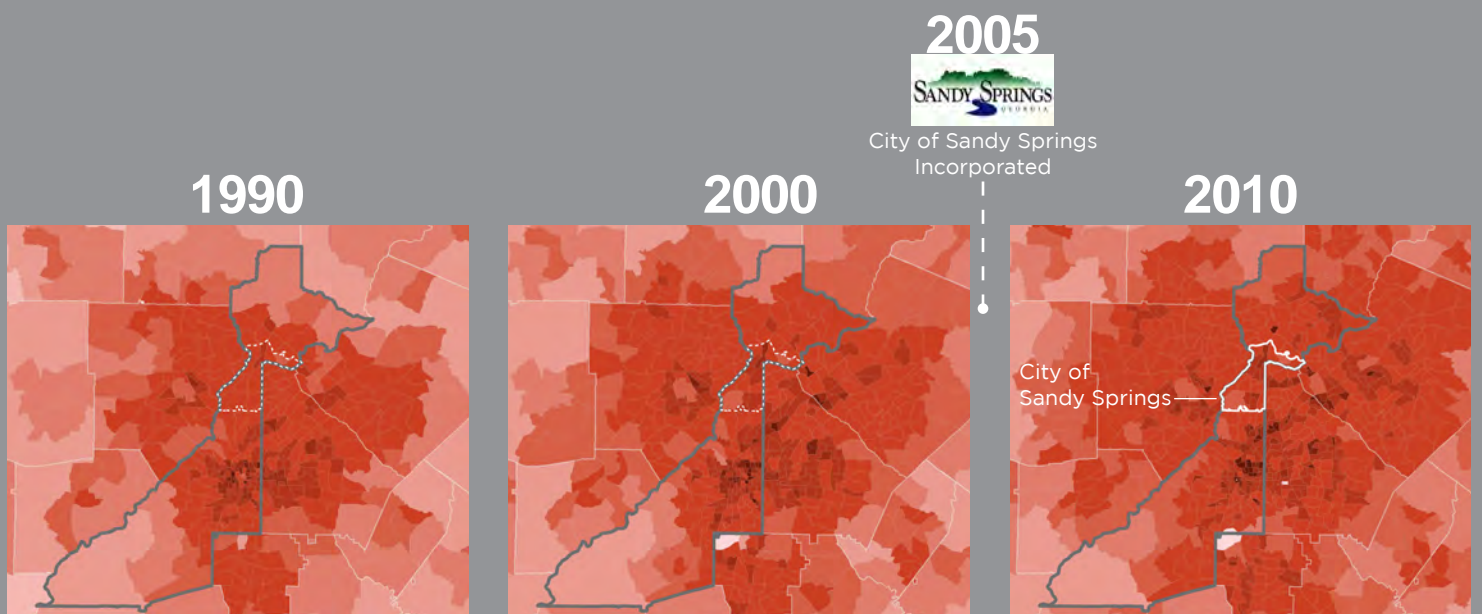 2005
SANDY SPRINGS
GEORGIA
City of Sandy Springs
Incorporated
1990
2000
2010
City of
Sandy Springs